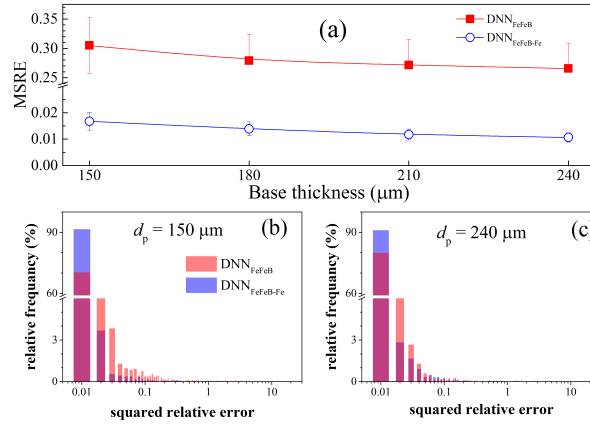 (a)
DNN_FeFeB
DNN_FeFeB-Fe
MSRE
0.30
0.25
0.02
0.01
0.00
150
180
210
240
Base thickness (μm)
(b)
d_p = 150 μm
DNN_FeFeB
DNN_FeFeB-Fe
relative frequancy (%)
90
60
3
0
0.01
0.1
1
10
squared relative error
(c)
d_p = 240 μm
relative frequancy (%)
90
60
3
0
0.01
0.1
1
10
squared relative error